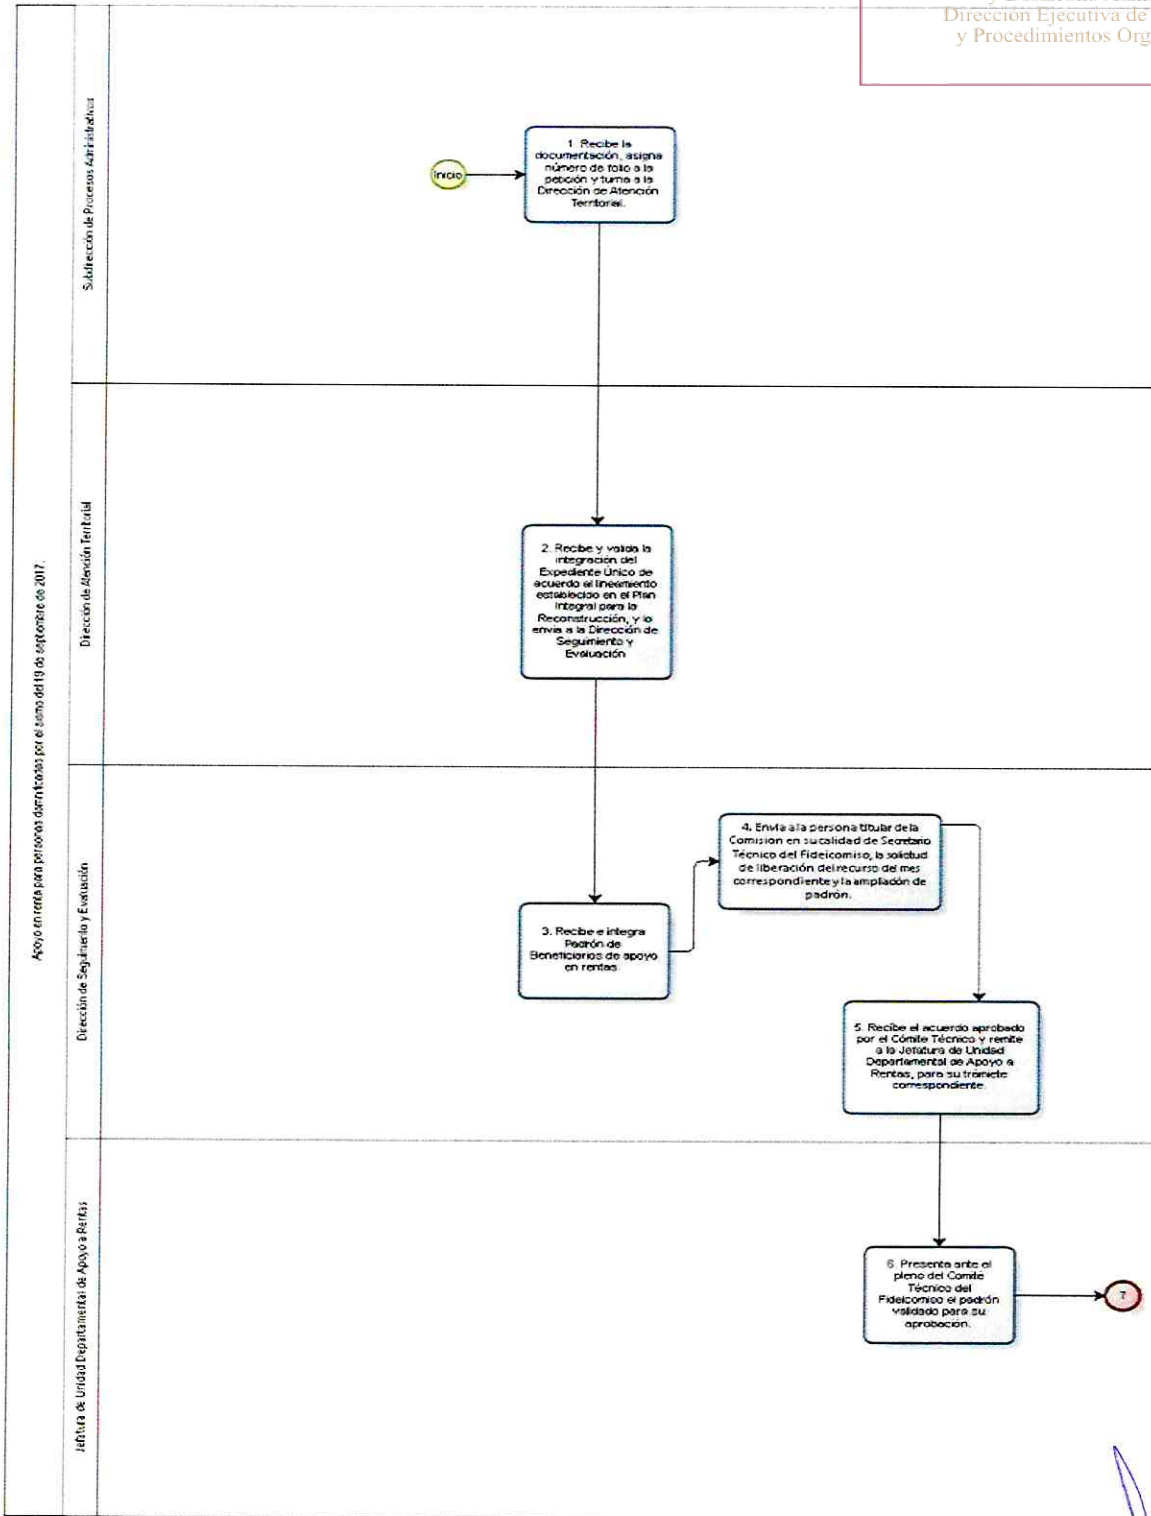 Dirección Ejecutiva de
y Procedimientos Org
Apoyo en renta para personas damnificadas por el sismo del 19 de septiembre de 2017.
Subdirección de Procesos Administrativos
Inicio
1. Recibe la
documentación, asigna
número de folio a la
petición y turna a la
Dirección de Atención
Territorial.
Dirección de Atención Territorial
2. Recibe y valida la
integración del
Expediente Único de
acuerdo al lineamiento
establecido en el Plan
Integral para la
Reconstrucción, y lo
envía a la Dirección de
Seguimiento y
Evaluación
Dirección de Seguimiento y Evaluación
3. Recibe e integra
Padrón de
Beneficiarios de apoyo
en rentas
4. Envía a la persona titular de la
Comisión en su calidad de Secretario
Técnico del Fideicomiso, la solicitud
de liberación del recurso del mes
correspondiente y la ampliación de
padrón.
5. Recibe el acuerdo aprobado
por el Cómite Técnico y remite
a la Jefatura de Unidad
Departamental de Apoyo a
Rentas, para su trámiete
correspondiente.
Jefatura de Unidad Departamental de Apoyo a Rentas
6. Presenta ante el
pleno del Comité
Técnico del
Fideicomiso el padrón
validado para su
aprobación.
7